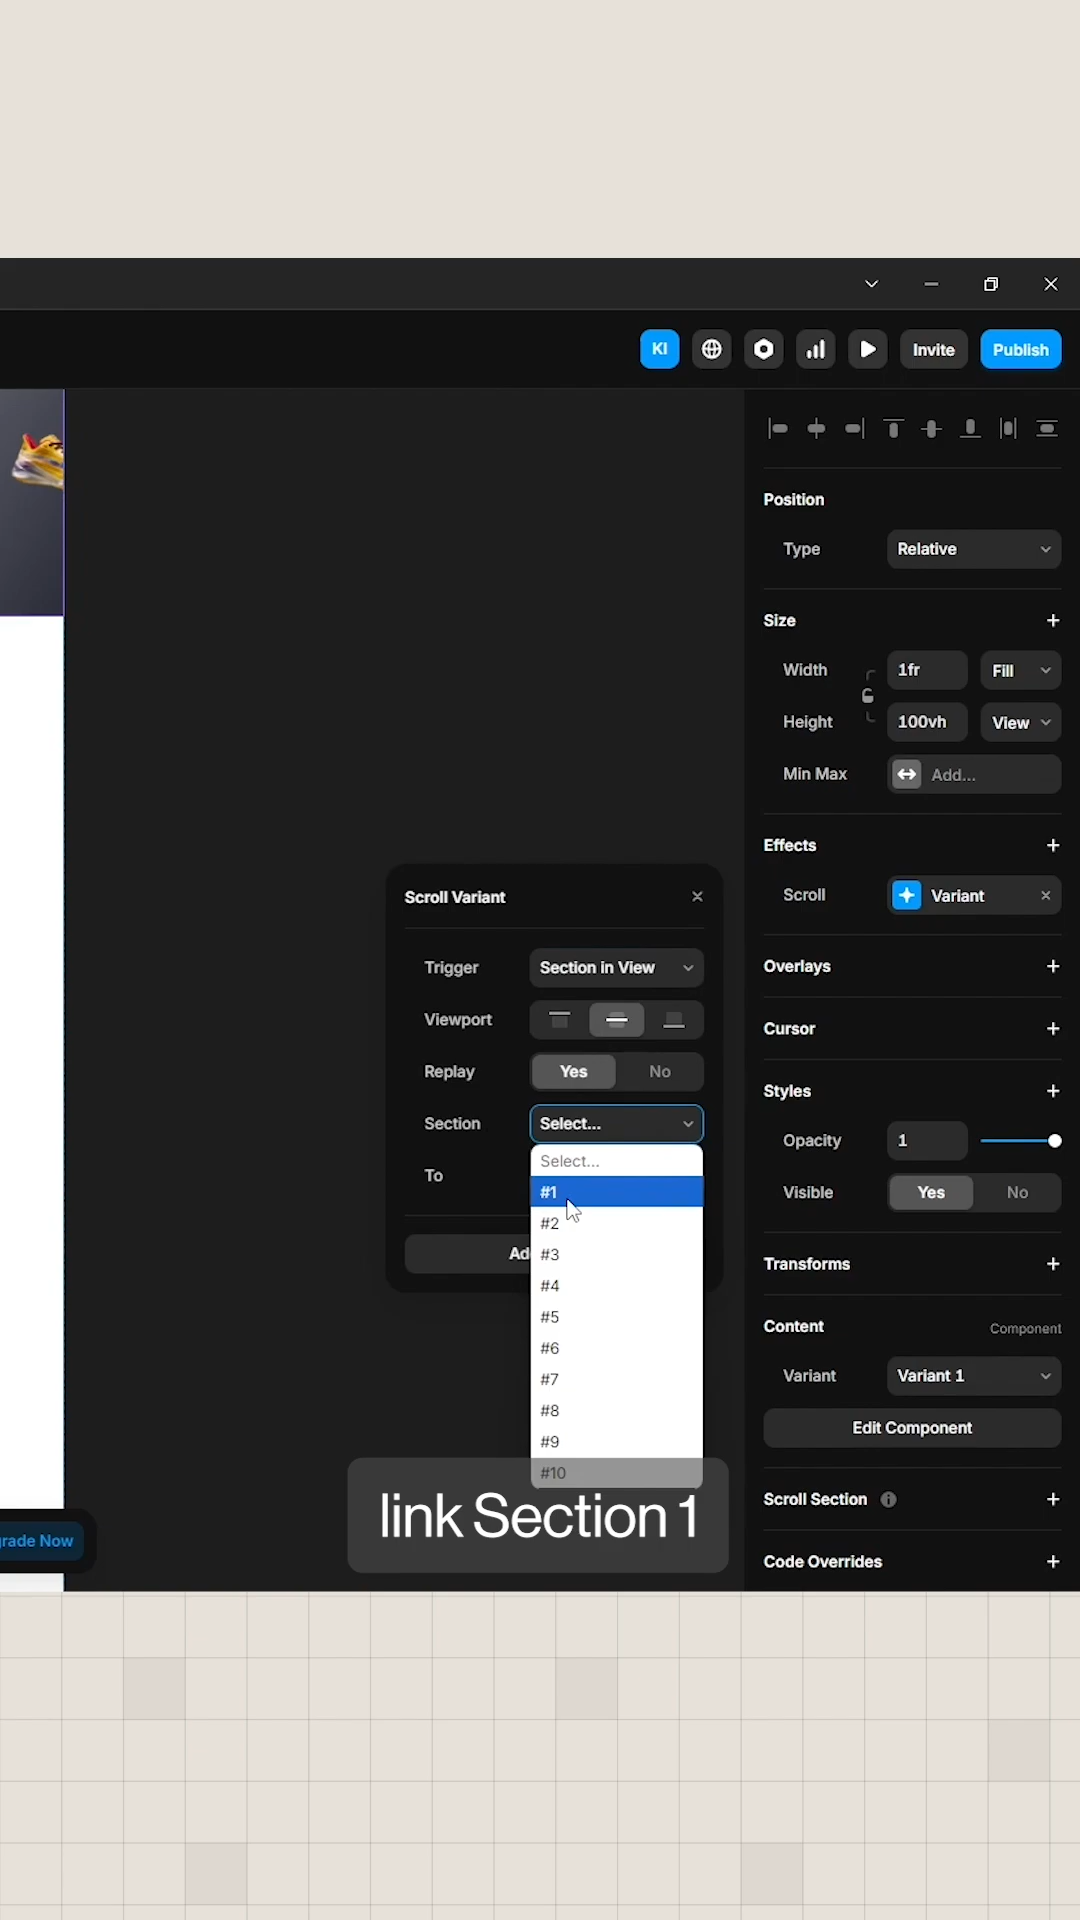 KI
Invite
Publish
Position
Type
Relative
Size
Width
1fr
Fill
Height
100vh
View
Min Max
Add...
Effects
Scroll
Variant
Overlays
Cursor
Styles
Opacity
1
Visible
Yes
No
Transforms
Content
Component
Variant
Variant 1
Edit Component
Scroll Section
Code Overrides
Scroll Variant
Trigger
Section in View
Viewport
Replay
Yes
No
Section
Select...
To
Select...
#1
#2
#3
#4
#5
#6
#7
#8
#9
#10
Ad
link Section 1
rade Now